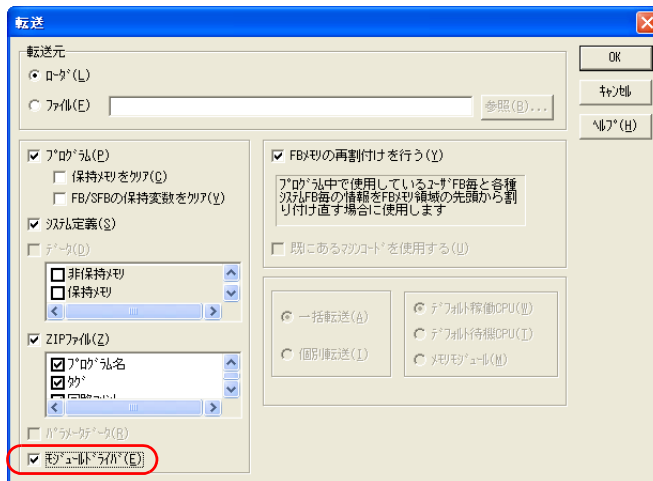 転送
転送元
ﾛｰﾀﾞ(L)
ﾌｧｲﾙ(F)
参照(B)...
OK
ｷｬﾝｾﾙ
ﾍﾙﾌﾟ(H)
ﾌﾟﾛｸﾞﾗﾑ(P)
保持ﾒﾓﾘをｸﾘｱ(C)
FB/SFBの保持変数をｸﾘｱ(Y)
ｼｽﾃﾑ定義(S)
ﾃﾞｰﾀ(D)
非保持ﾒﾓﾘ
保持ﾒﾓﾘ
ZIPﾌｧｲﾙ(Z)
ﾌﾟﾛｸﾞﾗﾑ名
ﾀｸﾞ
ﾊﾟﾗﾒｰﾀﾃﾞｰﾀ(R)
ﾓｼﾞｭｰﾙﾄﾞﾗｲﾊﾞ(E)
FBﾒﾓﾘの再割付けを行う(Y)
ﾌﾟﾛｸﾞﾗﾑ中で使用しているﾕｰｻﾞFB毎と各種
ｼｽﾃﾑFB毎の情報をFBﾒﾓﾘ領域の先頭から割
り付け直す場合に使用します
既にあるﾏｼﾝｺｰﾄﾞを使用する(U)
一括転送(A)
個別転送(I)
ﾃﾞﾌｫﾙﾄ稼働CPU(W)
ﾃﾞﾌｫﾙﾄ待機CPU(T)
ﾒﾓﾘﾓｼﾞｭｰﾙ(M)